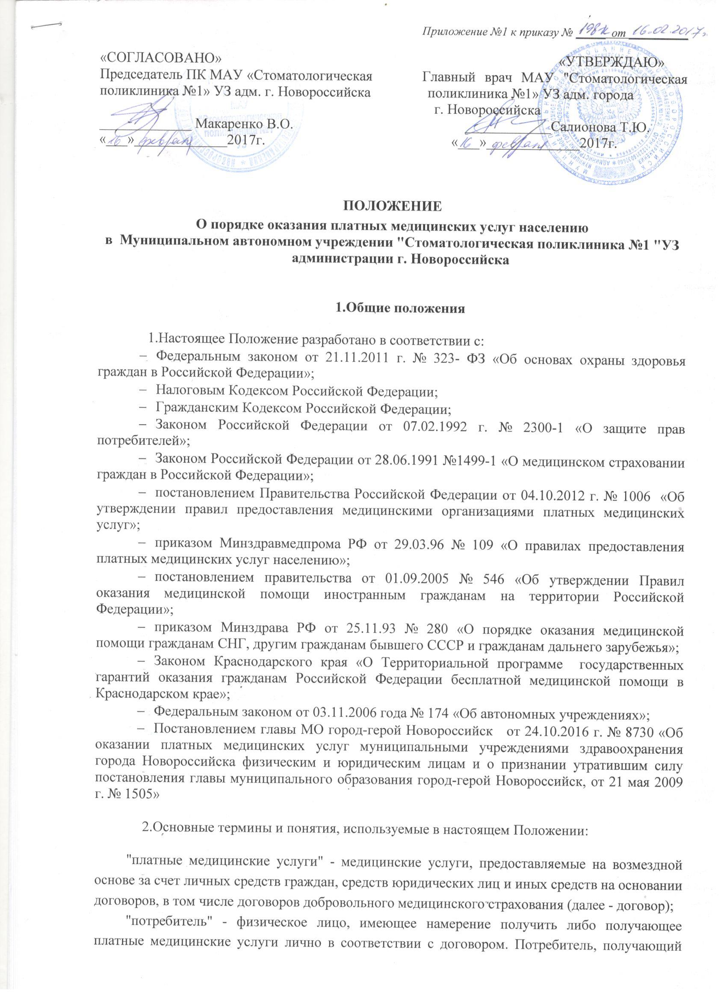 Приложение №1 к приказу № 198 к от 16.02.2017 г.
«СОГЛАСОВАНО»
Председатель ПК МАУ «Стоматологическая
поликлиника №1» УЗ адм. г. Новороссийска
Макаренко В.О.
«16» февраля 2017г.
«УТВЕРЖДАЮ»
Главный врач МАУ "Стоматологическая
поликлиника №1» УЗ адм. города
г. Новороссийска
Салионова Т.Ю.
«16» февраля 2017г.
ПОЛОЖЕНИЕ
О порядке оказания платных медицинских услуг населению
в Муниципальном автономном учреждении "Стоматологическая поликлиника №1 "УЗ
администрации г. Новороссийска
1.Общие положения
1.Настоящее Положение разработано в соответствии с:
– Федеральным законом от 21.11.2011 г. № 323- ФЗ «Об основах охраны здоровья
граждан в Российской Федерации»;
– Налоговым Кодексом Российской Федерации;
– Гражданским Кодексом Российской Федерации;
– Законом Российской Федерации от 07.02.1992 г. № 2300-1 «О защите прав
потребителей»;
– Законом Российской Федерации от 28.06.1991 №1499-1 «О медицинском страховании
граждан в Российской Федерации»;
– постановлением Правительства Российской Федерации от 04.10.2012 г. № 1006 «Об
утверждении правил предоставления медицинскими организациями платных медицинских
услуг»;
– приказом Минздравмедпрома РФ от 29.03.96 № 109 «О правилах предоставления
платных медицинских услуг населению»;
– постановлением правительства от 01.09.2005 № 546 «Об утверждении Правил
оказания медицинской помощи иностранным гражданам на территории Российской
Федерации»;
– приказом Минздрава РФ от 25.11.93 № 280 «О порядке оказания медицинской
помощи гражданам СНГ, другим гражданам бывшего СССР и гражданам дальнего зарубежья»;
– Законом Краснодарского края «О Территориальной программе государственных
гарантий оказания гражданам Российской Федерации бесплатной медицинской помощи в
Краснодарском крае»;
– Федеральным законом от 03.11.2006 года № 174 «Об автономных учреждениях»;
– Постановлением главы МО город-герой Новороссийск от 24.10.2016 г. № 8730 «Об
оказании платных медицинских услуг муниципальными учреждениями здравоохранения
города Новороссийска физическим и юридическим лицам и о признании утратившим силу
постановления главы муниципального образования город-герой Новороссийск, от 21 мая 2009
г. № 1505»
2.Основные термины и понятия, используемые в настоящем Положении:
"платные медицинские услуги" - медицинские услуги, предоставляемые на возмездной
основе за счет личных средств граждан, средств юридических лиц и иных средств на основании
договоров, в том числе договоров добровольного медицинского страхования (далее - договор);
"потребитель" - физическое лицо, имеющее намерение получить либо получающее
платные медицинские услуги лично в соответствии с договором. Потребитель, получающий